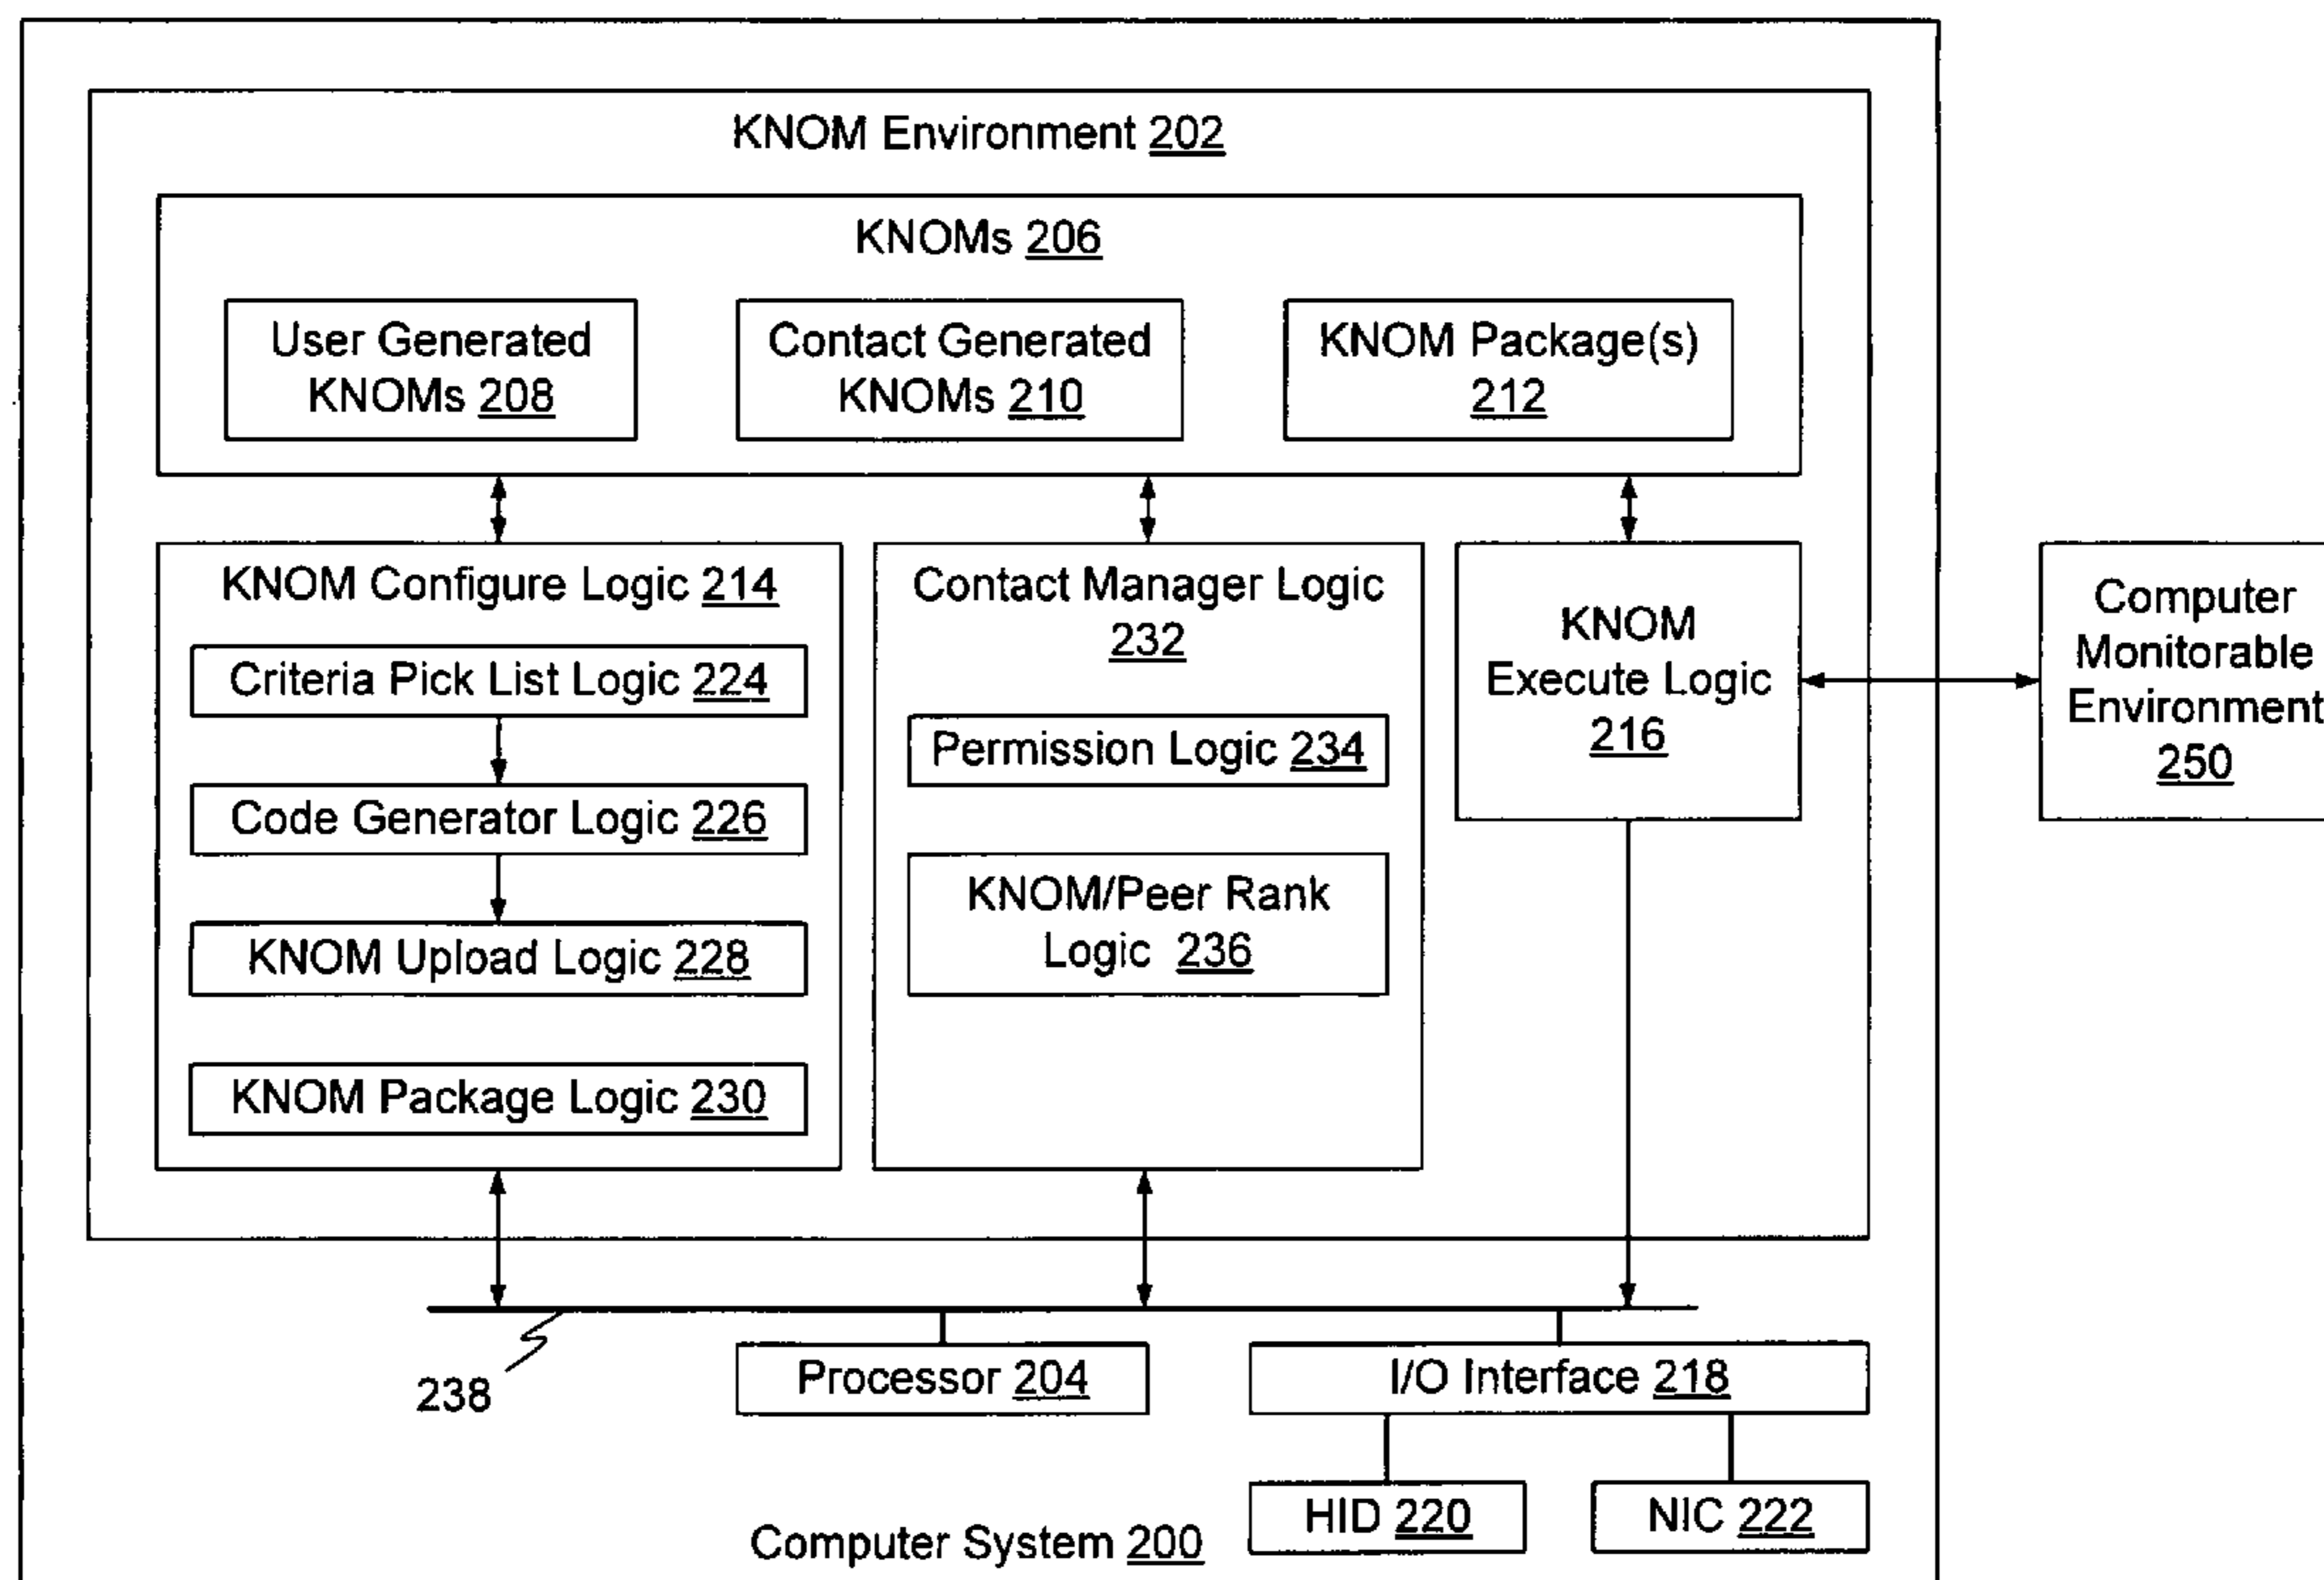 KNOM Environment 202
KNOMs 206
User Generated
KNOMs 208
Contact Generated
KNOMs 210
KNOM Package(s)
212
KNOM Configure Logic 214
Criteria Pick List Logic 224
Code Generator Logic 226
KNOM Upload Logic 228
KNOM Package Logic 230
Contact Manager Logic
232
Permission Logic 234
KNOM/Peer Rank
Logic 236
KNOM
Execute Logic
216
Computer
Monitorable
Environment
250
238
Processor 204
I/O Interface 218
HID 220
NIC 222
Computer System 200